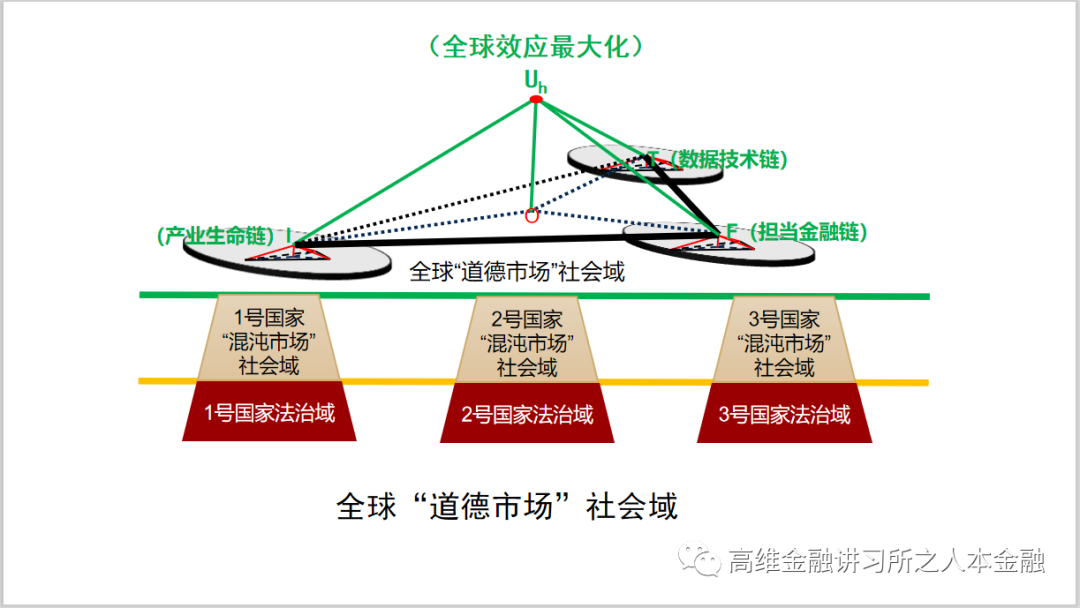 （全球效应最大化）
Uh
T（数据技术链）
（产业生命链）I
F（担当金融链）
O
全球“道德市场”社会域
1号国家
“混沌市场”
社会域
2号国家
“混沌市场”
社会域
3号国家
“混沌市场”
社会域
1号国家法治域
2号国家法治域
3号国家法治域
全球“道德市场”社会域
高维金融讲习所之人本金融